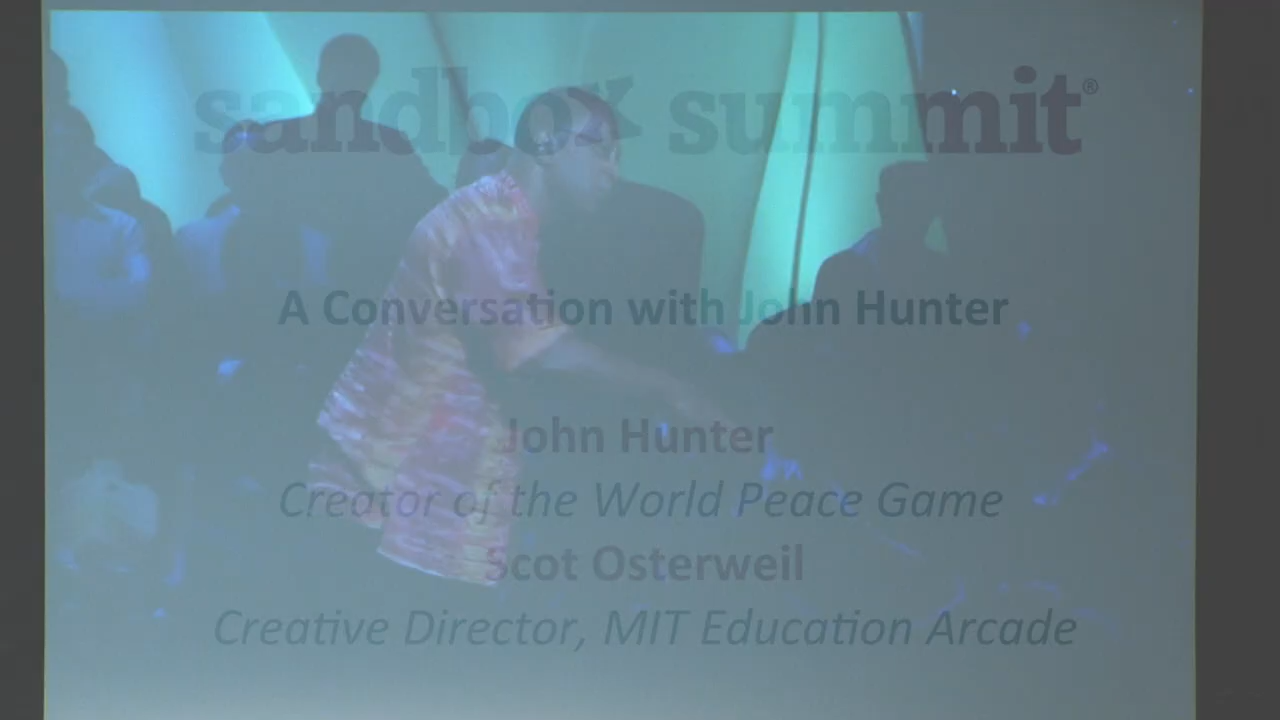 sandbox summit®
A Conversation with John Hunter
John Hunter
Creator of the World Peace Game
Scot Osterweil
Creative Director, MIT Education Arcade